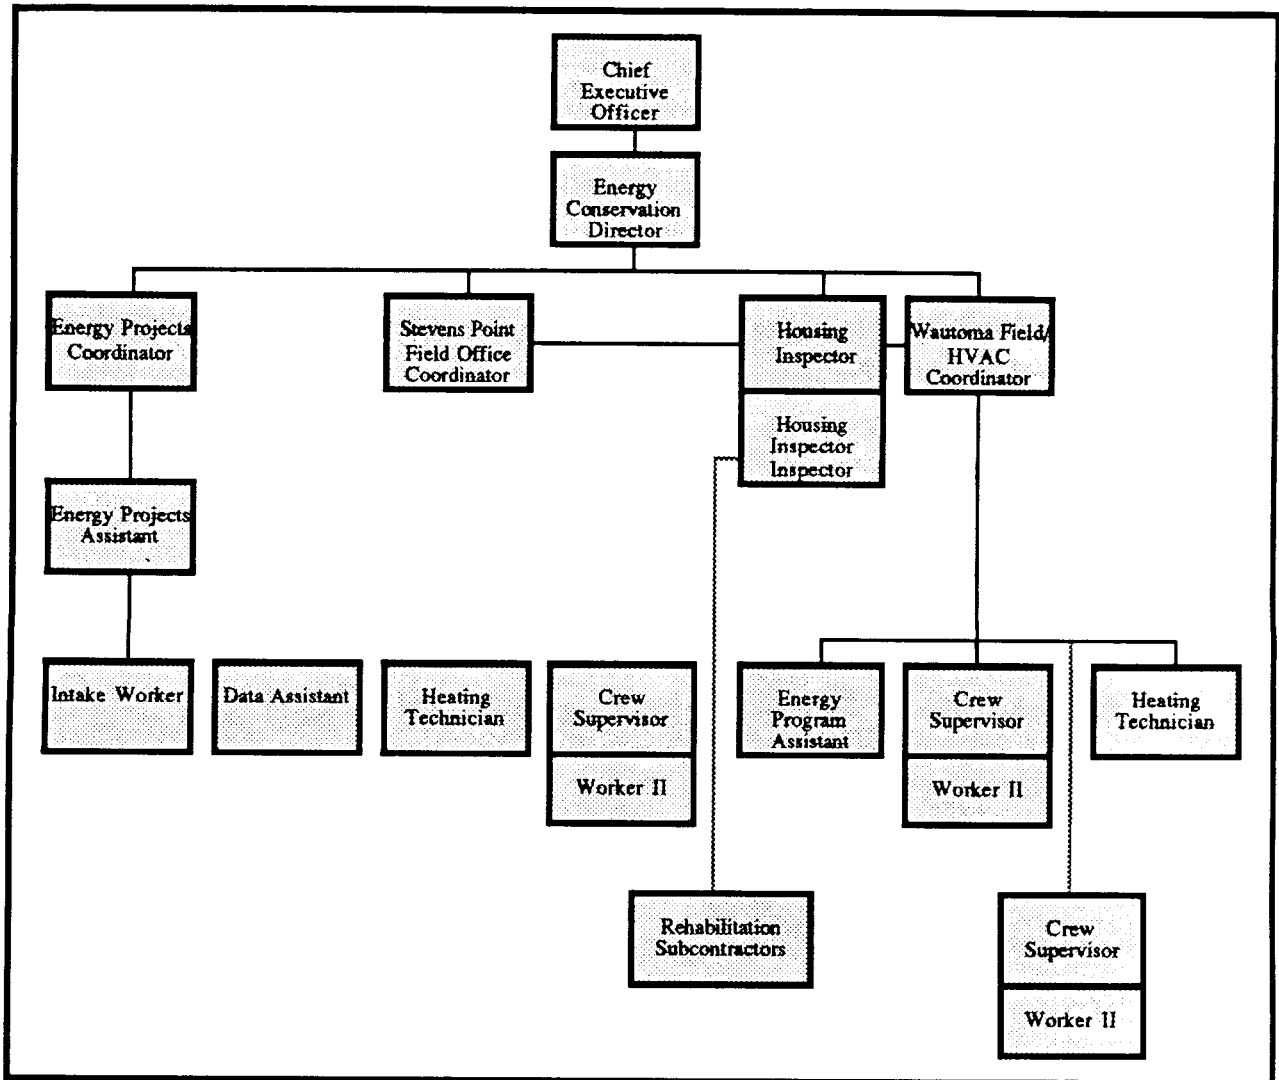 Chief
Executive
Officer
Energy
Conservation
Director
Energy Projects
Coordinator
Stevens Point
Field Office
Coordinator
Housing
Inspector
Wautoma Field/
HVAC
Coordinator
Housing
Inspector
Inspector
Energy Projects
Assistant
Intake Worker
Data Assistant
Heating
Technician
Crew
Supervisor
Worker II
Energy
Program
Assistant
Crew
Supervisor
Worker II
Heating
Technician
Rehabilitation
Subcontractors
Crew
Supervisor
Worker II